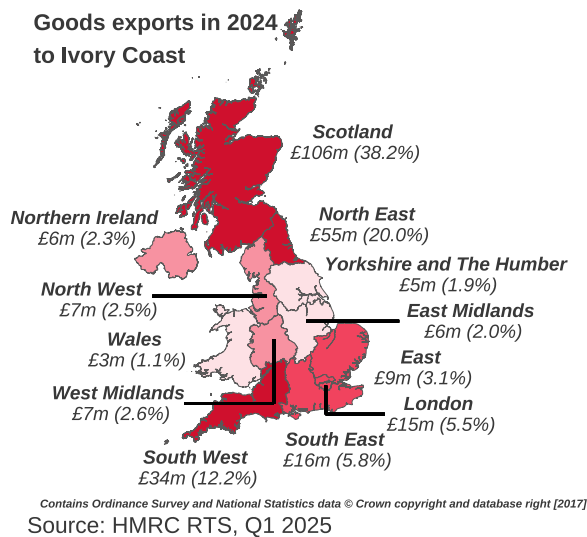 Goods exports in 2024
to Ivory Coast
Scotland
£106m (38.2%)
Northern Ireland
£6m (2.3%)
North East
£55m (20.0%)
Yorkshire and The Humber
£5m (1.9%)
North West
£7m (2.5%)
East Midlands
£6m (2.0%)
Wales
£3m (1.1%)
East
£9m (3.1%)
West Midlands
£7m (2.6%)
London
£15m (5.5%)
South East
£16m (5.8%)
South West
£34m (12.2%)
Contains Ordinance Survey and National Statistics data © Crown copyright and database right [2017]
Source: HMRC RTS, Q1 2025